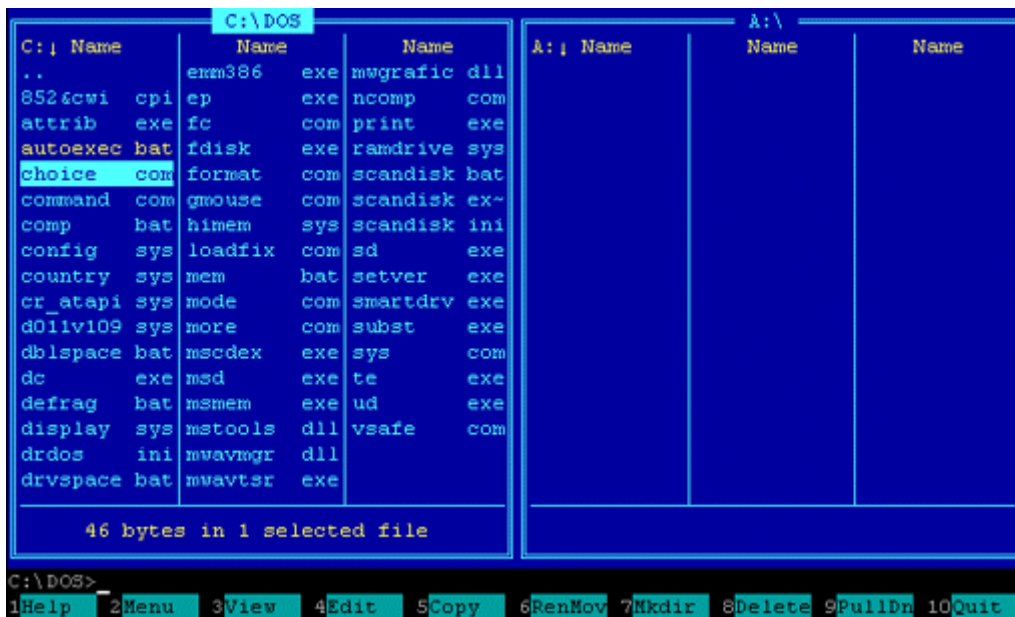 C:\DOS A:\
C:↓ Name Name Name A:↓ Name Name Name
.. emm386 exe mwgrafic dll
852&cwi cpi ep exe ncomp com
attrib exe fc com print exe
autoexec bat fdisk exe ramdrive sys
choice com format com scandisk bat
command com gmouse com scandisk ex~
comp bat himem sys scandisk ini
config sys loadfix com sd exe
country sys mem bat setver exe
cr_atapi sys mode com smartdrv exe
d011v109 sys more com subst exe
dblspace bat mscdex exe sys com
dc exe msd exe te exe
defrag bat msmem exe ud exe
display sys mstools dll vsafe com
drdos ini mwavmgr dll
drvspace bat mwavtsr exe
46 bytes in 1 selected file
C:\DOS>_
1Help 2Menu 3View 4Edit 5Copy 6RenMov 7Mkdir 8Delete 9PullDn 10Quit